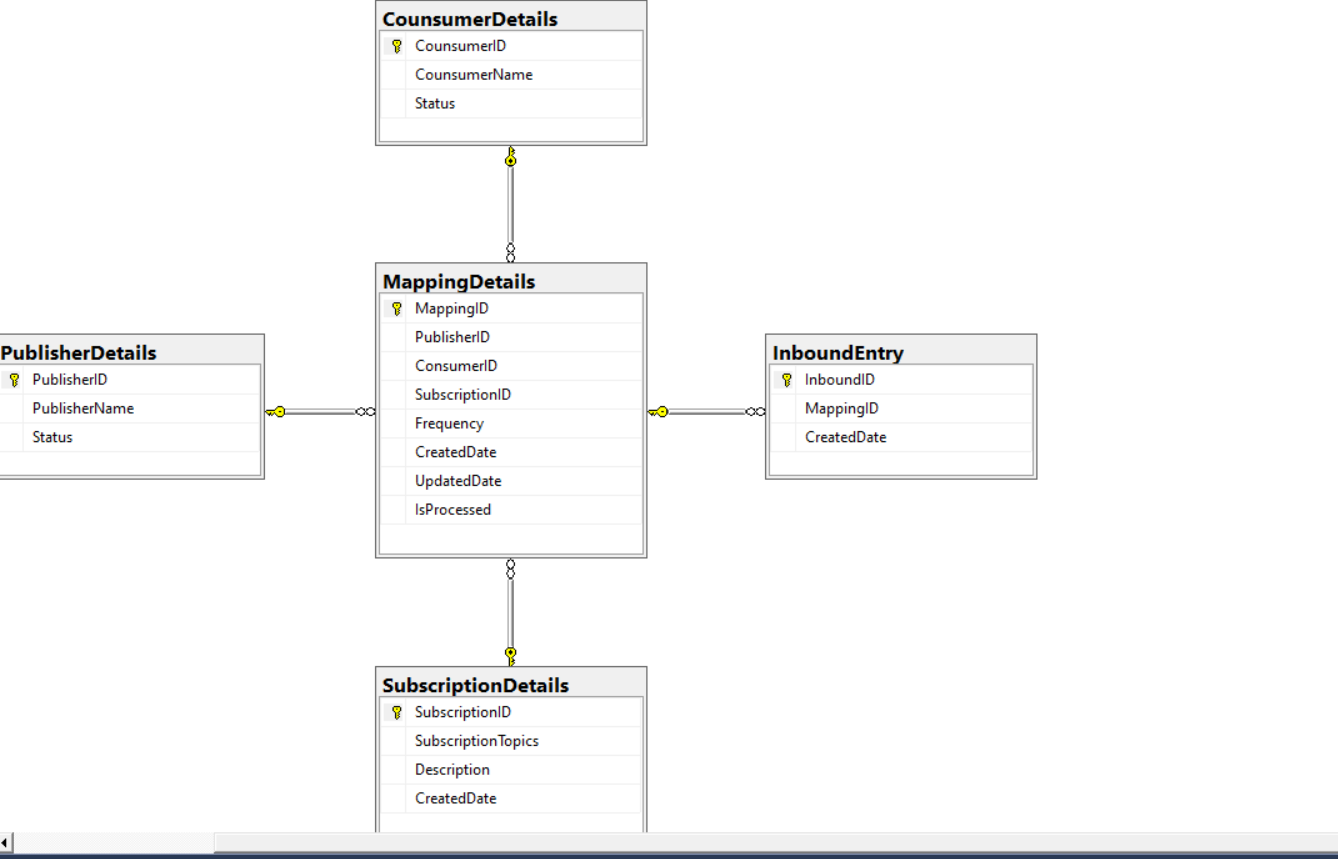 CounsumerDetails
CounsumerID
CounsumerName
Status
MappingDetails
MappingID
PublisherID
ConsumerID
SubscriptionID
Frequency
CreatedDate
UpdatedDate
IsProcessed
PublisherDetails
PublisherID
PublisherName
Status
InboundEntry
InboundID
MappingID
CreatedDate
SubscriptionDetails
SubscriptionID
SubscriptionTopics
Description
CreatedDate